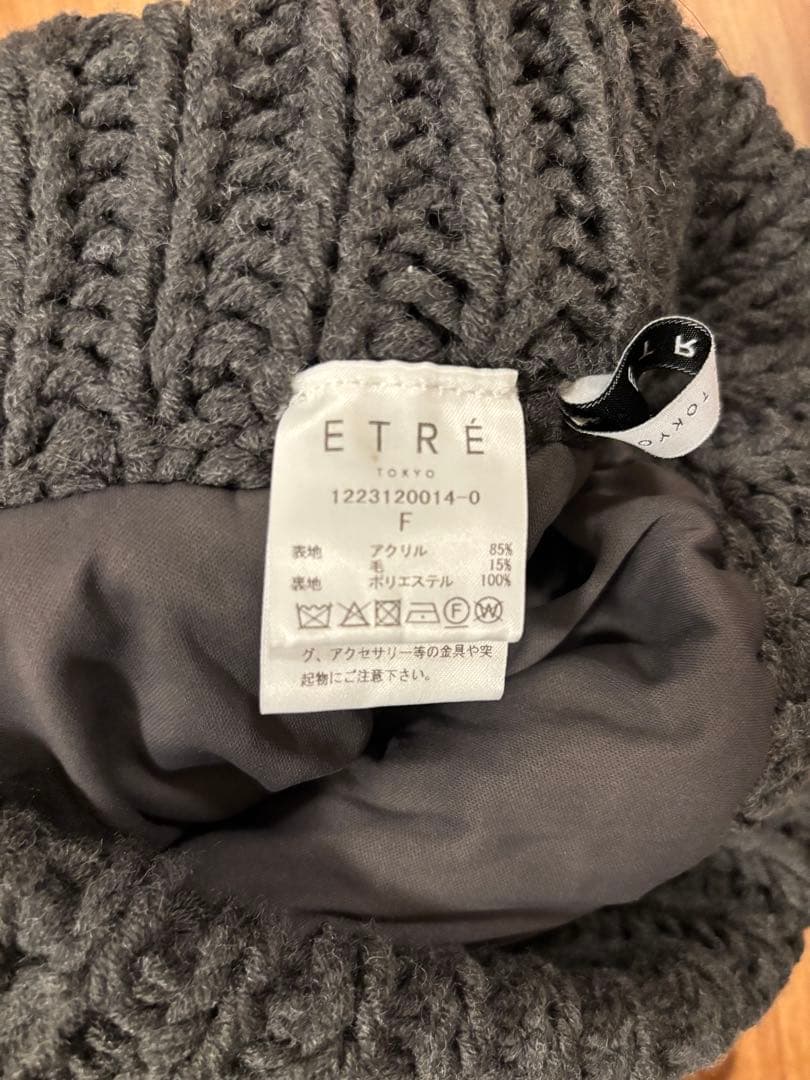 ETRÉ
TOKYO
1223120014-0
F
表地 アクリル 85%
毛 15%
裏地 ポリエステル 100%
F W
グ、アクセサリー等の金具や突
起物にご注意下さい。
T R
TOKYO